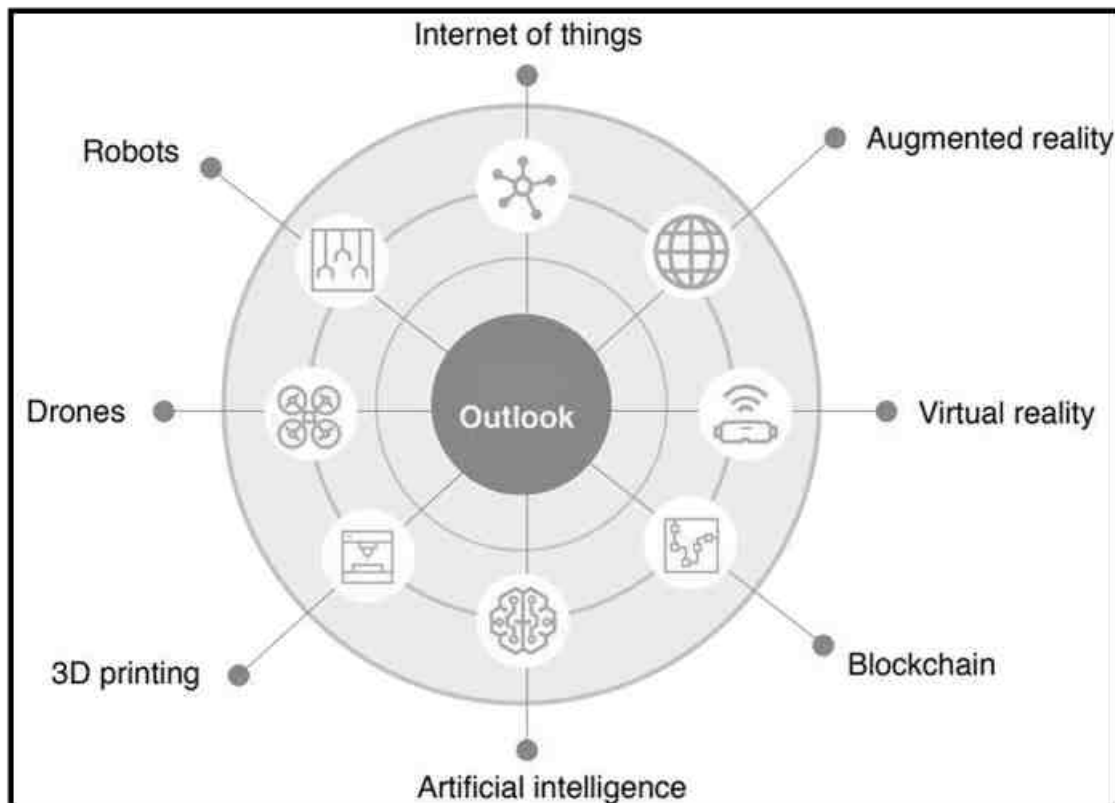 Internet of things
Augmented reality
Robots
Drones
Outlook
Virtual reality
3D printing
Blockchain
Artificial intelligence